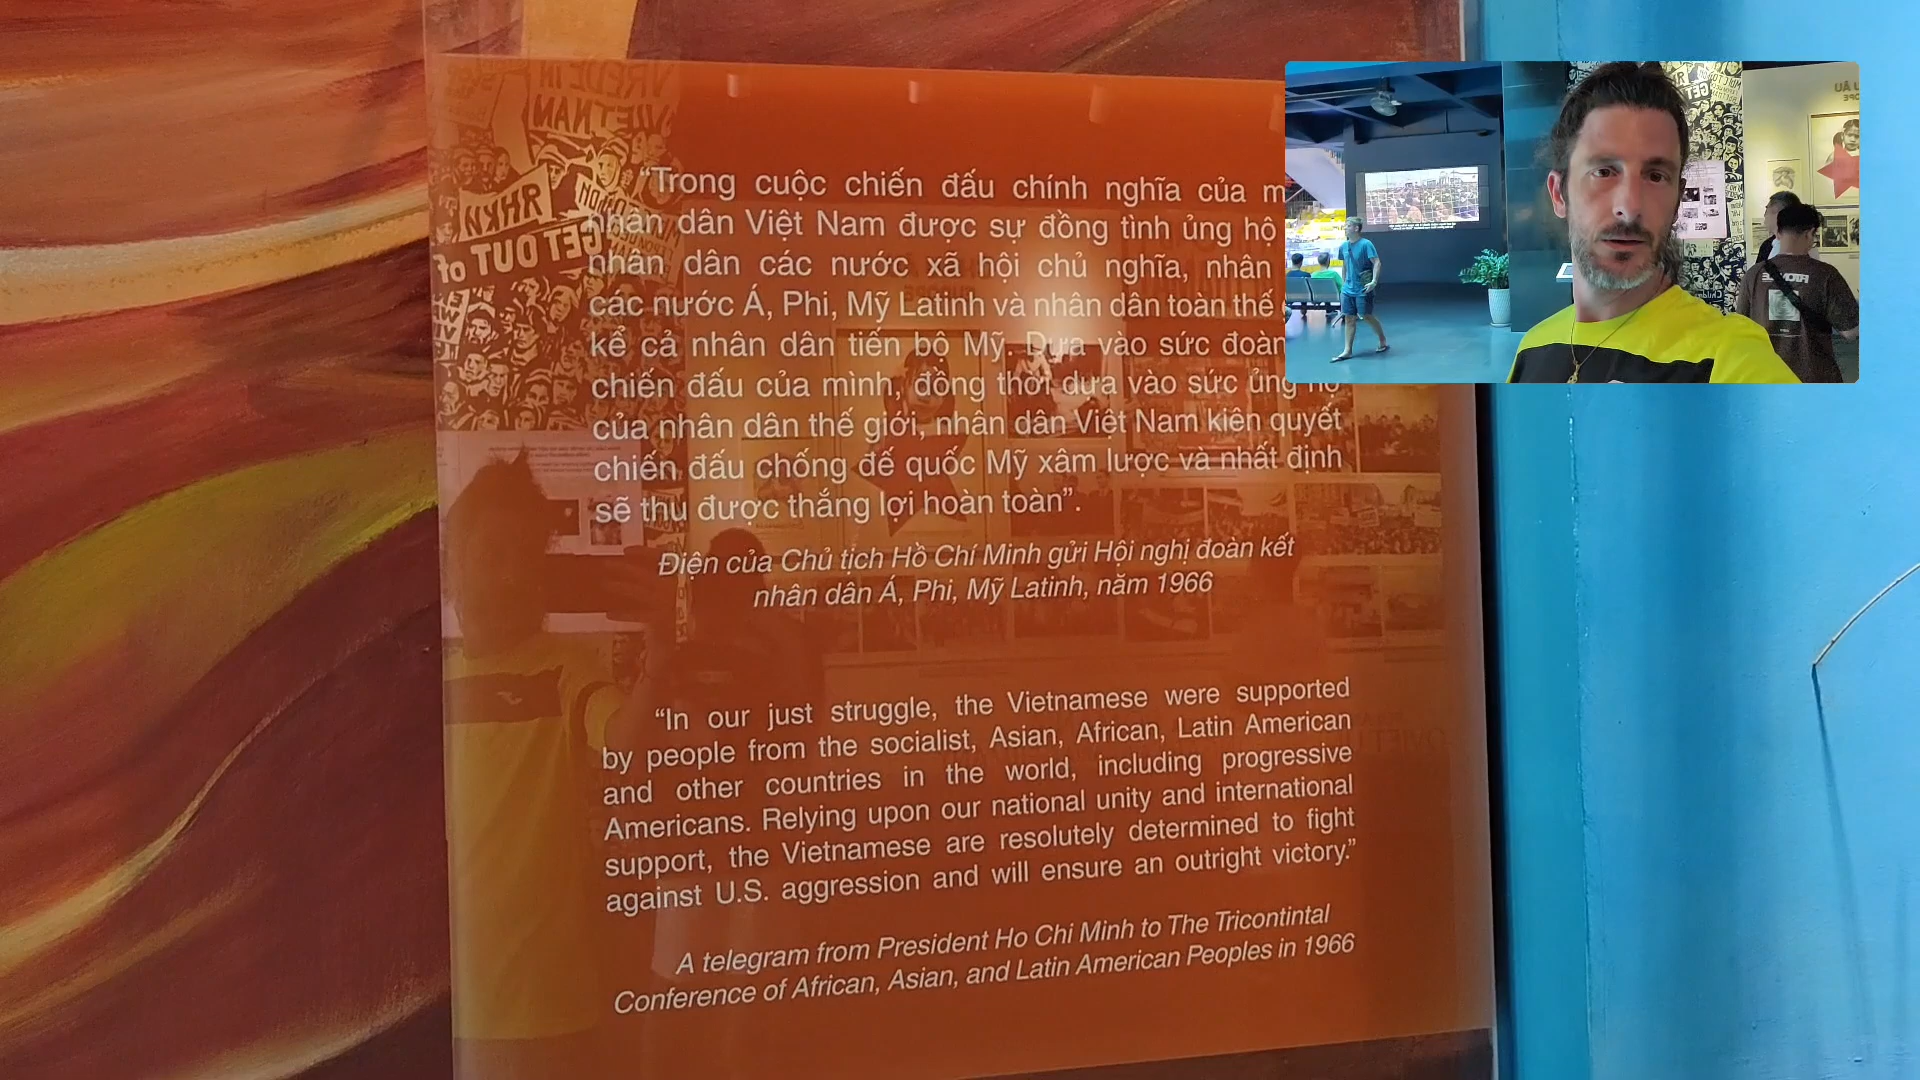 “Trong cuộc chiến đấu chính nghĩa của
nhân dân Việt Nam được sự đồng tình ủng hộ
nhân dân các nước xã hội chủ nghĩa, nhân
các nước Á, Phi, Mỹ Latinh và nhân dân toàn thế
kể cả nhân dân tiến bộ Mỹ. Dựa vào sức
chiến đấu của mình, đồng thời dựa vào sức ủng hộ
của nhân dân thế giới, nhân dân Việt Nam kiên quyết
chiến đấu chống đế quốc Mỹ xâm lược và nhất định
sẽ thu được thắng lợi hoàn toàn”.
Điện của Chủ tịch Hồ Chí Minh gửi Hội nghị đoàn kết
nhân dân Á, Phi, Mỹ Latinh, năm 1966
“In our just struggle, the Vietnamese were supported
by people from the socialist, Asian, African, Latin American
and other countries in the world, including progressive
Americans. Relying upon our national unity and international
support, the Vietnamese are resolutely determined to fight
against U.S. aggression and will ensure an outright victory.”
A telegram from President Ho Chi Minh to The Tricontintal
Conference of African, Asian, and Latin American Peoples in 1966
VREDE IN
VIETNAM
RHKN
LONDON
GET OUT of
GET